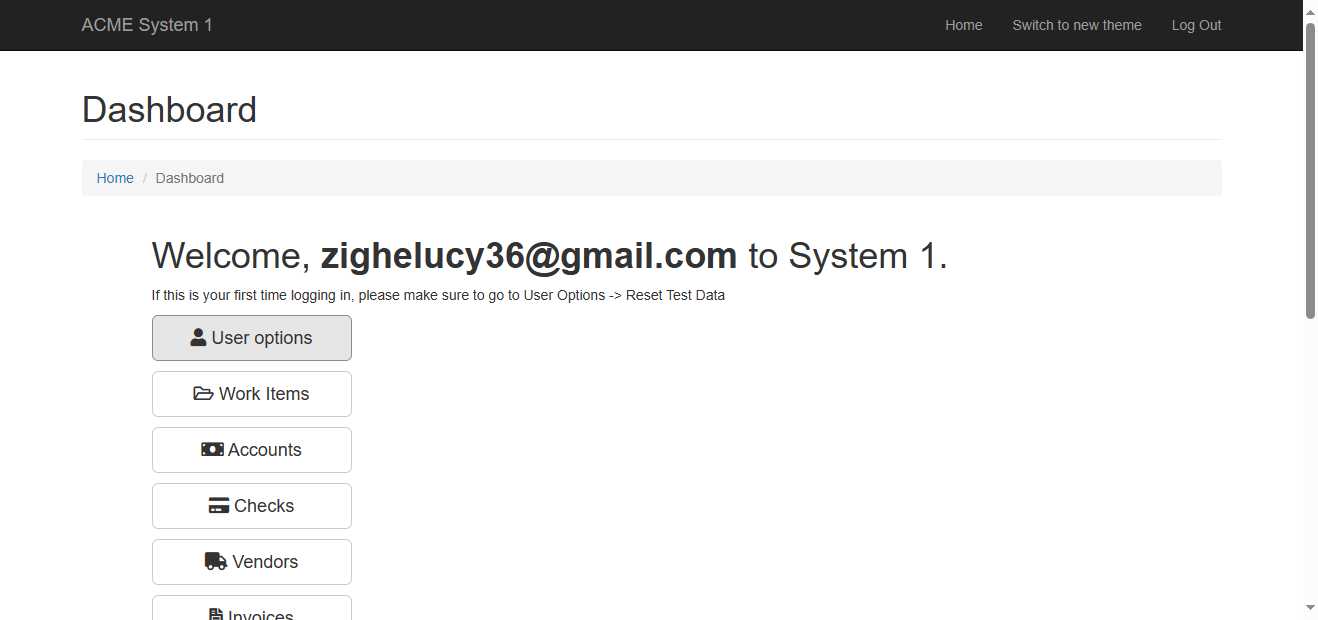 ACME System 1 Home Switch to new theme Log Out
Dashboard
Home / Dashboard
Welcome, zighelucy36@gmail.com to System 1.
If this is your first time logging in, please make sure to go to User Options -> Reset Test Data
User options
Work Items
Accounts
Checks
Vendors
Invoices